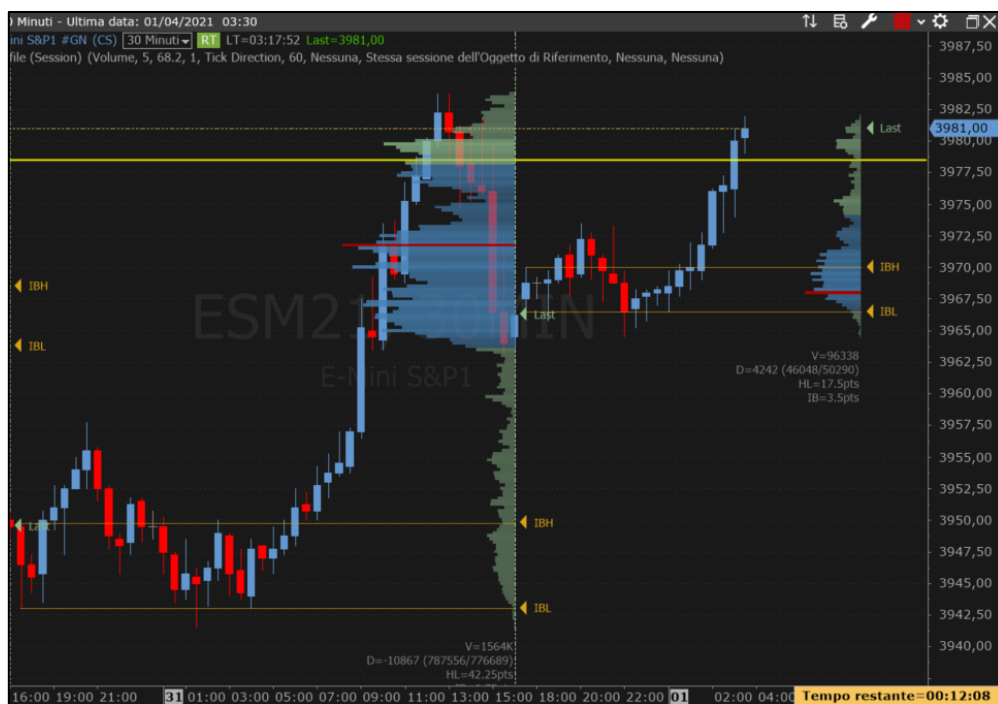 ) Minuti - Ultima data: 01/04/2021 03:30
ini S&P1 #GN (CS) 30 Minuti RT LT=03:17:52 Last=3981,00
file (Session) (Volume, 5, 68.2, 1, Tick Direction, 60, Nessuna, Stessa sessione dell'Oggetto di Riferimento, Nessuna, Nessuna)
3987,50
3985,00
3982,50
Last
3981,00
3980,00
3977,50
3975,00
3972,50
IBH
3970,00
IBH
3967,50
IBL
Last
ESM21 30MIN
3965,00
IBL
E-Mini S&P1
3962,50
V=96338
D=4242 (46048/50290)
HL=17.5pts
IB=3.5pts
3960,00
3957,50
3955,00
3952,50
Last
IBH
3950,00
3947,50
3945,00
IBL
3942,50
V=1564K
D=-10867 (787556/776689)
HL=42.25pts
3940,00
16:00 19:00 21:00 31 01:00 03:00 05:00 07:00 09:00 11:00 13:00 15:00 18:00 20:00 22:00 01 02:00 04:00 Tempo restante=00:12:08